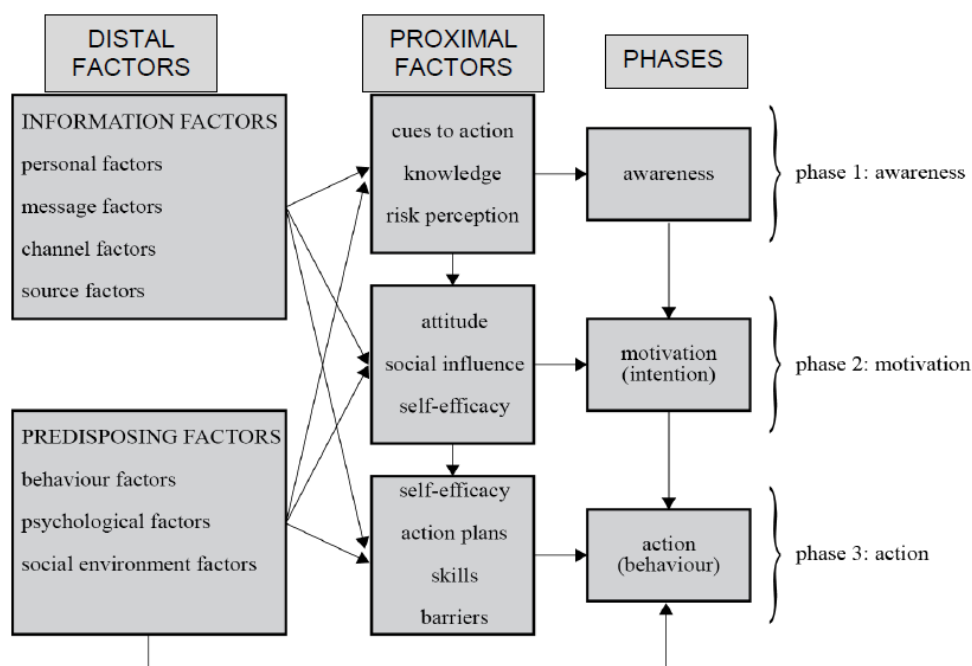 DISTAL
FACTORS
PROXIMAL
FACTORS
PHASES
INFORMATION FACTORS
personal factors
message factors
channel factors
source factors
PREDISPOSING FACTORS
behaviour factors
psychological factors
social environment factors
cues to action
knowledge
risk perception
attitude
social influence
self-efficacy
self-efficacy
action plans
skills
barriers
awareness
motivation
(intention)
action
(behaviour)
phase 1: awareness
phase 2: motivation
phase 3: action